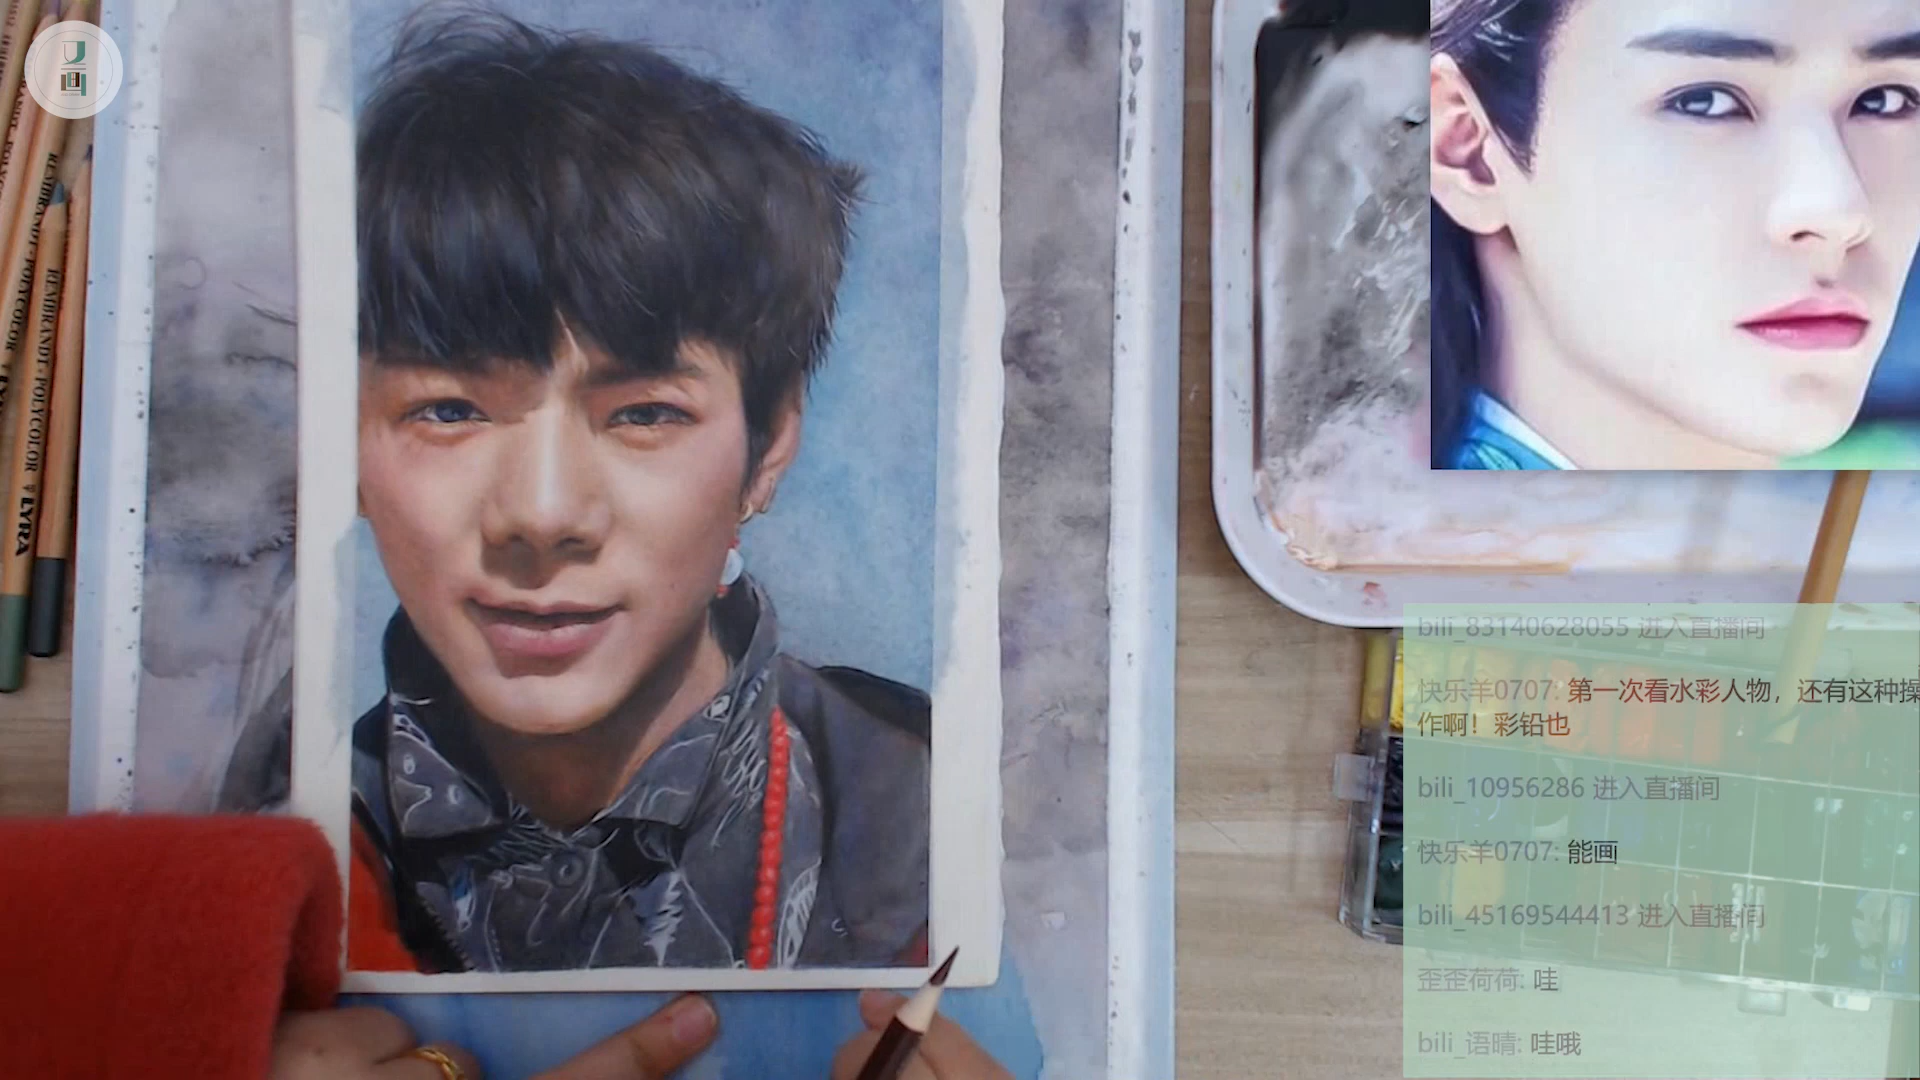 REMBRANDT·POLYCOLOR
REMBRANDT·POLYCOLOR
LYRA
bili_83140628055 进入直播间
快乐羊0707: 第一次看水彩人物，还有这种操
作啊！彩铅也
bili_10956286 进入直播间
快乐羊0707: 能画
bili_45169544413 进入直播间
歪歪荷荷: 哇
bili_语晴: 哇哦